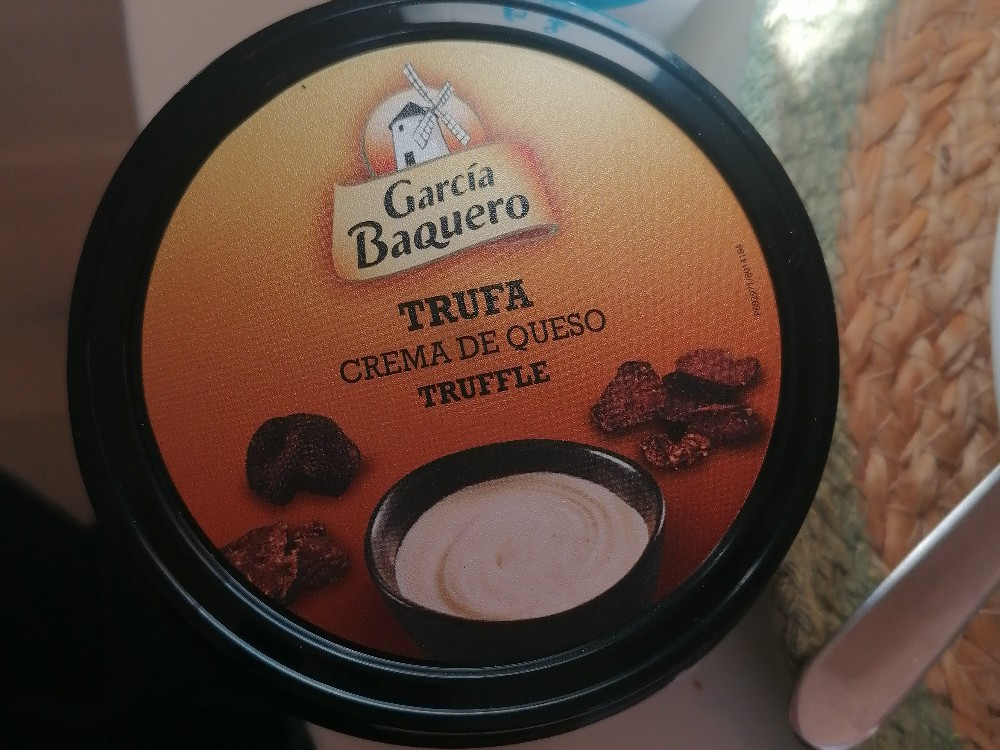 García
Baquero
TRUFA
CREMA DE QUESO
TRUFFLE